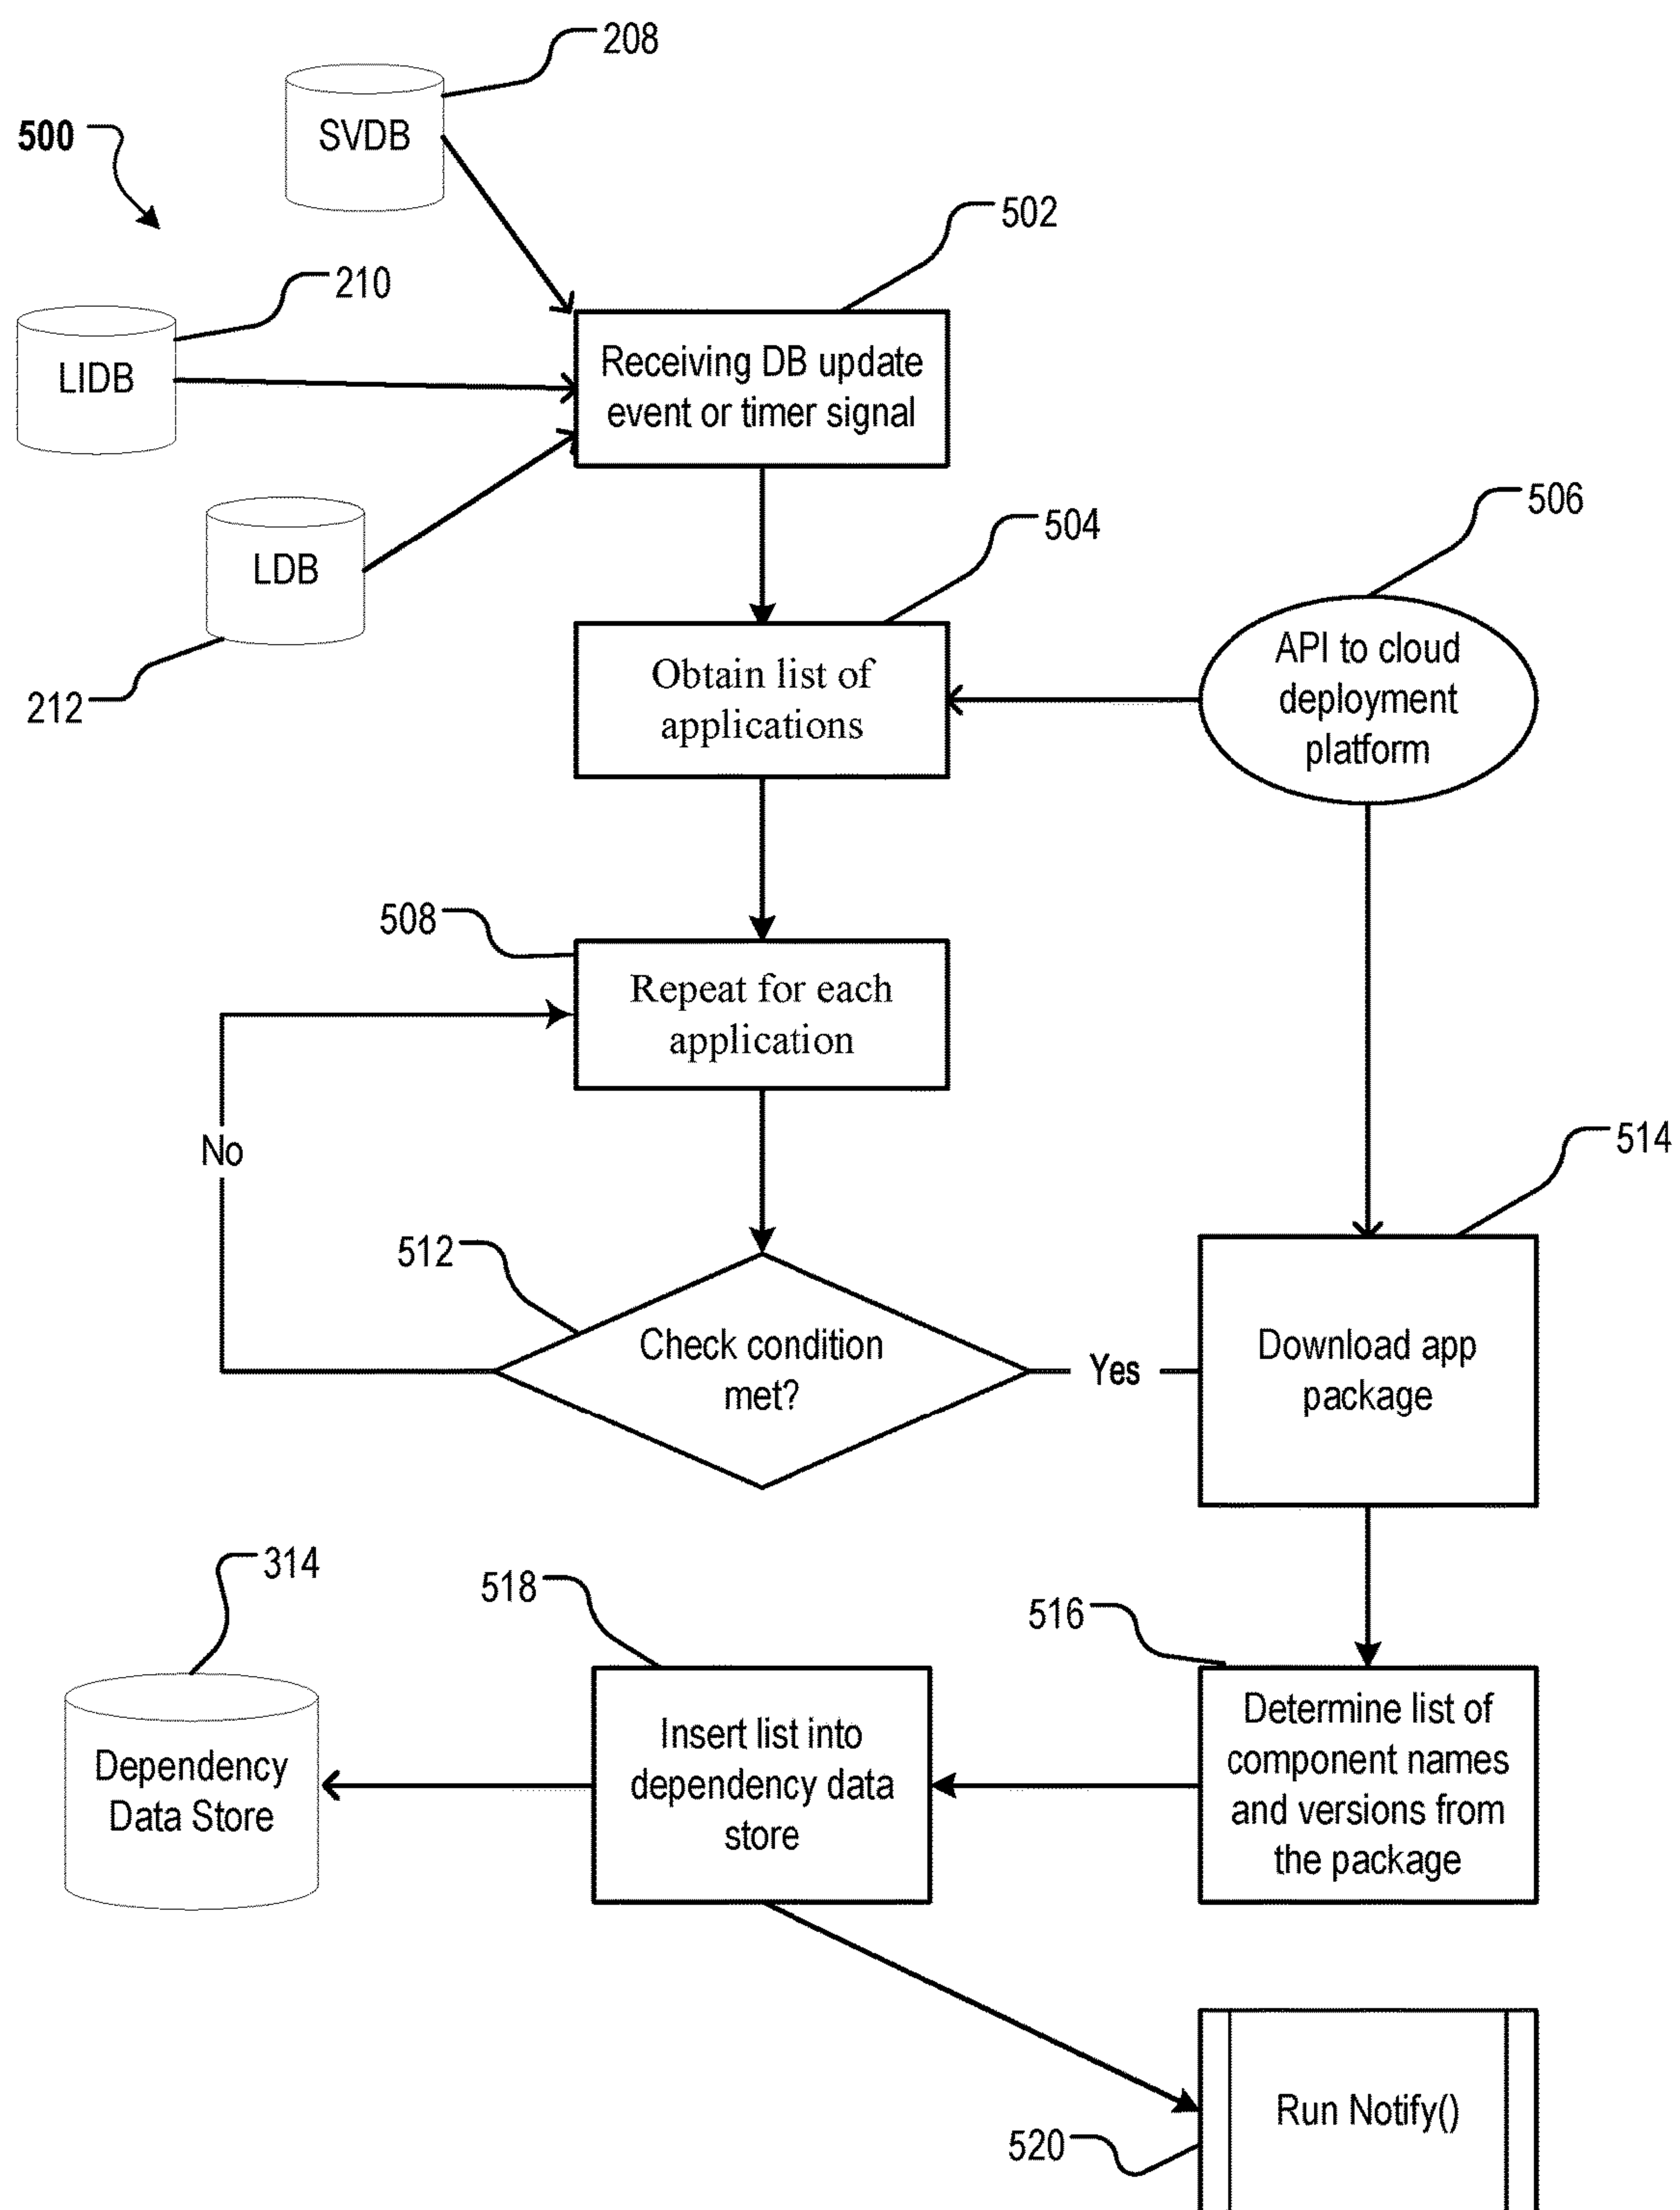 208
SVDB
500
502
210
LIDB
Receiving DB update
event or timer signal
506
504
LDB
API to cloud
deployment
platform
Obtain list of
applications
212
508
Repeat for each
application
514
No
512
Check condition
met?
Yes
Download app
package
314
518
516
Dependency
Data Store
Insert list into
dependency data
store
Determine list of
component names
and versions from
the package
Run Notify()
520